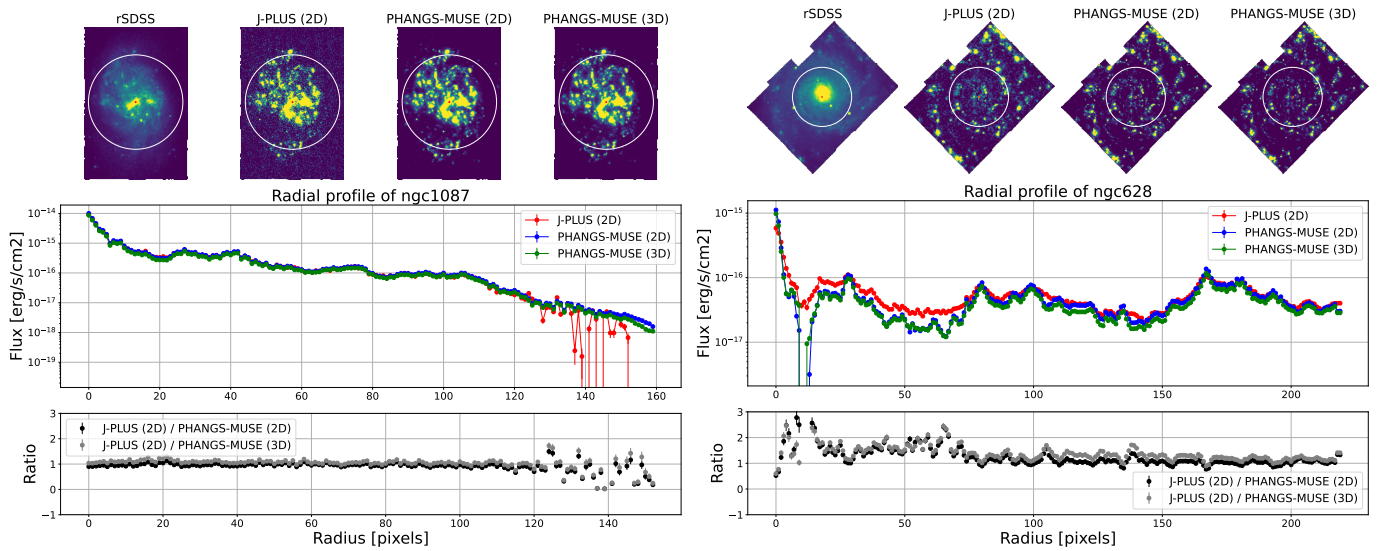 rSDSS
J-PLUS (2D)
PHANGS-MUSE (2D)
PHANGS-MUSE (3D)
Radial profile of ngc1087
Flux [erg/s/cm2]
10⁻¹⁴
10⁻¹⁵
10⁻¹⁶
10⁻¹⁷
10⁻¹⁸
10⁻¹⁹
J-PLUS (2D)
PHANGS-MUSE (2D)
PHANGS-MUSE (3D)
0 20 40 60 80 100 120 140 160
Ratio
3
2
1
0
−1
J-PLUS (2D) / PHANGS-MUSE (2D)
J-PLUS (2D) / PHANGS-MUSE (3D)
0 20 40 60 80 100 120 140
Radius [pixels]
rSDSS
J-PLUS (2D)
PHANGS-MUSE (2D)
PHANGS-MUSE (3D)
Radial profile of ngc628
Flux [erg/s/cm2]
10⁻¹⁵
10⁻¹⁶
10⁻¹⁷
J-PLUS (2D)
PHANGS-MUSE (2D)
PHANGS-MUSE (3D)
0 50 100 150 200
Ratio
3
2
1
0
−1
J-PLUS (2D) / PHANGS-MUSE (2D)
J-PLUS (2D) / PHANGS-MUSE (3D)
0 50 100 150 200
Radius [pixels]